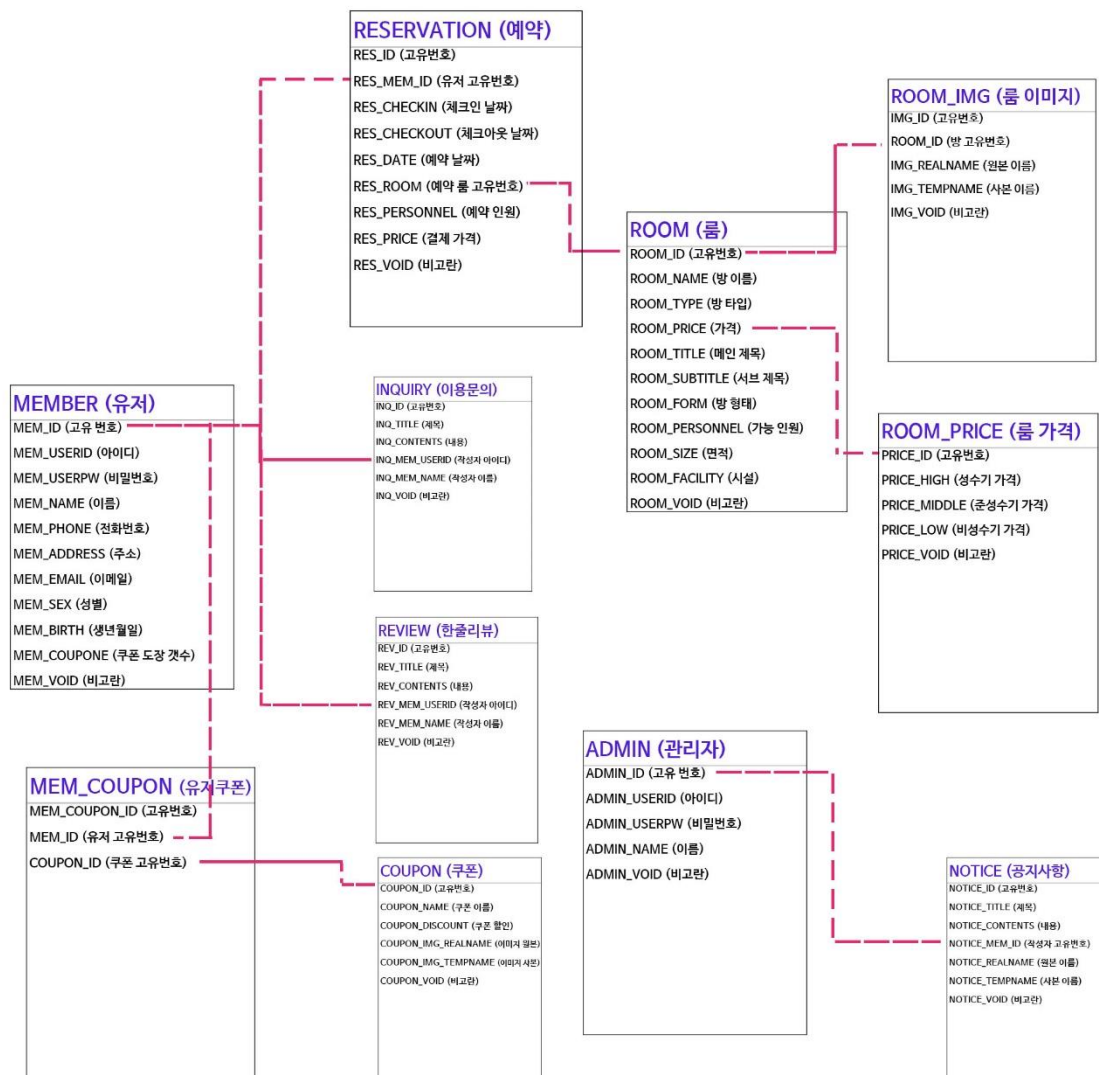 RESERVATION (예약)
RES_ID (고유번호)
RES_MEM_ID (유저 고유번호)
RES_CHECKIN (체크인 날짜)
RES_CHECKOUT (체크아웃 날짜)
RES_DATE (예약 날짜)
RES_ROOM (예약 룸 고유번호)
RES_PERSONNEL (예약 인원)
RES_PRICE (결제 가격)
RES_VOID (비고란)
ROOM_IMG (룸 이미지)
IMG_ID (고유번호)
ROOM_ID (방 고유번호)
IMG_REALNAME (원본 이름)
IMG_TEMPNAME (사본 이름)
IMG_VOID (비고란)
ROOM (룸)
ROOM_ID (고유번호)
ROOM_NAME (방 이름)
ROOM_TYPE (방 타입)
ROOM_PRICE (가격)
ROOM_TITLE (메인 제목)
ROOM_SUBTITLE (서브 제목)
ROOM_FORM (방 형태)
ROOM_PERSONNEL (가능 인원)
ROOM_SIZE (면적)
ROOM_FACILITY (시설)
ROOM_VOID (비고란)
MEMBER (유저)
MEM_ID (고유 번호)
MEM_USERID (아이디)
MEM_USERPW (비밀번호)
MEM_NAME (이름)
MEM_PHONE (전화번호)
MEM_ADDRESS (주소)
MEM_EMAIL (이메일)
MEM_SEX (성별)
MEM_BIRTH (생년월일)
MEM_COUPONE (쿠폰 도장 갯수)
MEM_VOID (비고란)
INQUIRY (이용문의)
INQ_ID (고유번호)
INQ_TITLE (제목)
INQ_CONTENTS (내용)
INQ_MEM_USERID (작성자 아이디)
INQ_MEM_NAME (작성자 이름)
INQ_VOID (비고란)
ROOM_PRICE (룸 가격)
PRICE_ID (고유번호)
PRICE_HIGH (성수기 가격)
PRICE_MIDDLE (준성수기 가격)
PRICE_LOW (비성수기 가격)
PRICE_VOID (비고란)
REVIEW (한줄리뷰)
REV_ID (고유번호)
REV_TITLE (제목)
REV_CONTENTS (내용)
REV_MEM_USERID (작성자 아이디)
REV_MEM_NAME (작성자 이름)
REV_VOID (비고란)
ADMIN (관리자)
ADMIN_ID (고유 번호)
ADMIN_USERID (아이디)
ADMIN_USERPW (비밀번호)
ADMIN_NAME (이름)
ADMIN_VOID (비고란)
MEM_COUPON (유저쿠폰)
MEM_COUPON_ID (고유번호)
MEM_ID (유저 고유번호)
COUPON_ID (쿠폰 고유번호)
COUPON (쿠폰)
COUPON_ID (고유번호)
COUPON_NAME (쿠폰 이름)
COUPON_DISCOUNT (쿠폰 할인)
COUPON_IMG_REALNAME (이미지 원본)
COUPON_IMG_TEMPNAME (이미지 사본)
COUPON_VOID (비고란)
NOTICE (공지사항)
NOTICE_ID (고유번호)
NOTICE_TITLE (제목)
NOTICE_CONTENTS (내용)
NOTICE_MEM_ID (작성자 고유번호)
NOTICE_REALNAME (원본 이름)
NOTICE_TEMPNAME (사본 이름)
NOTICE_VOID (비고란)